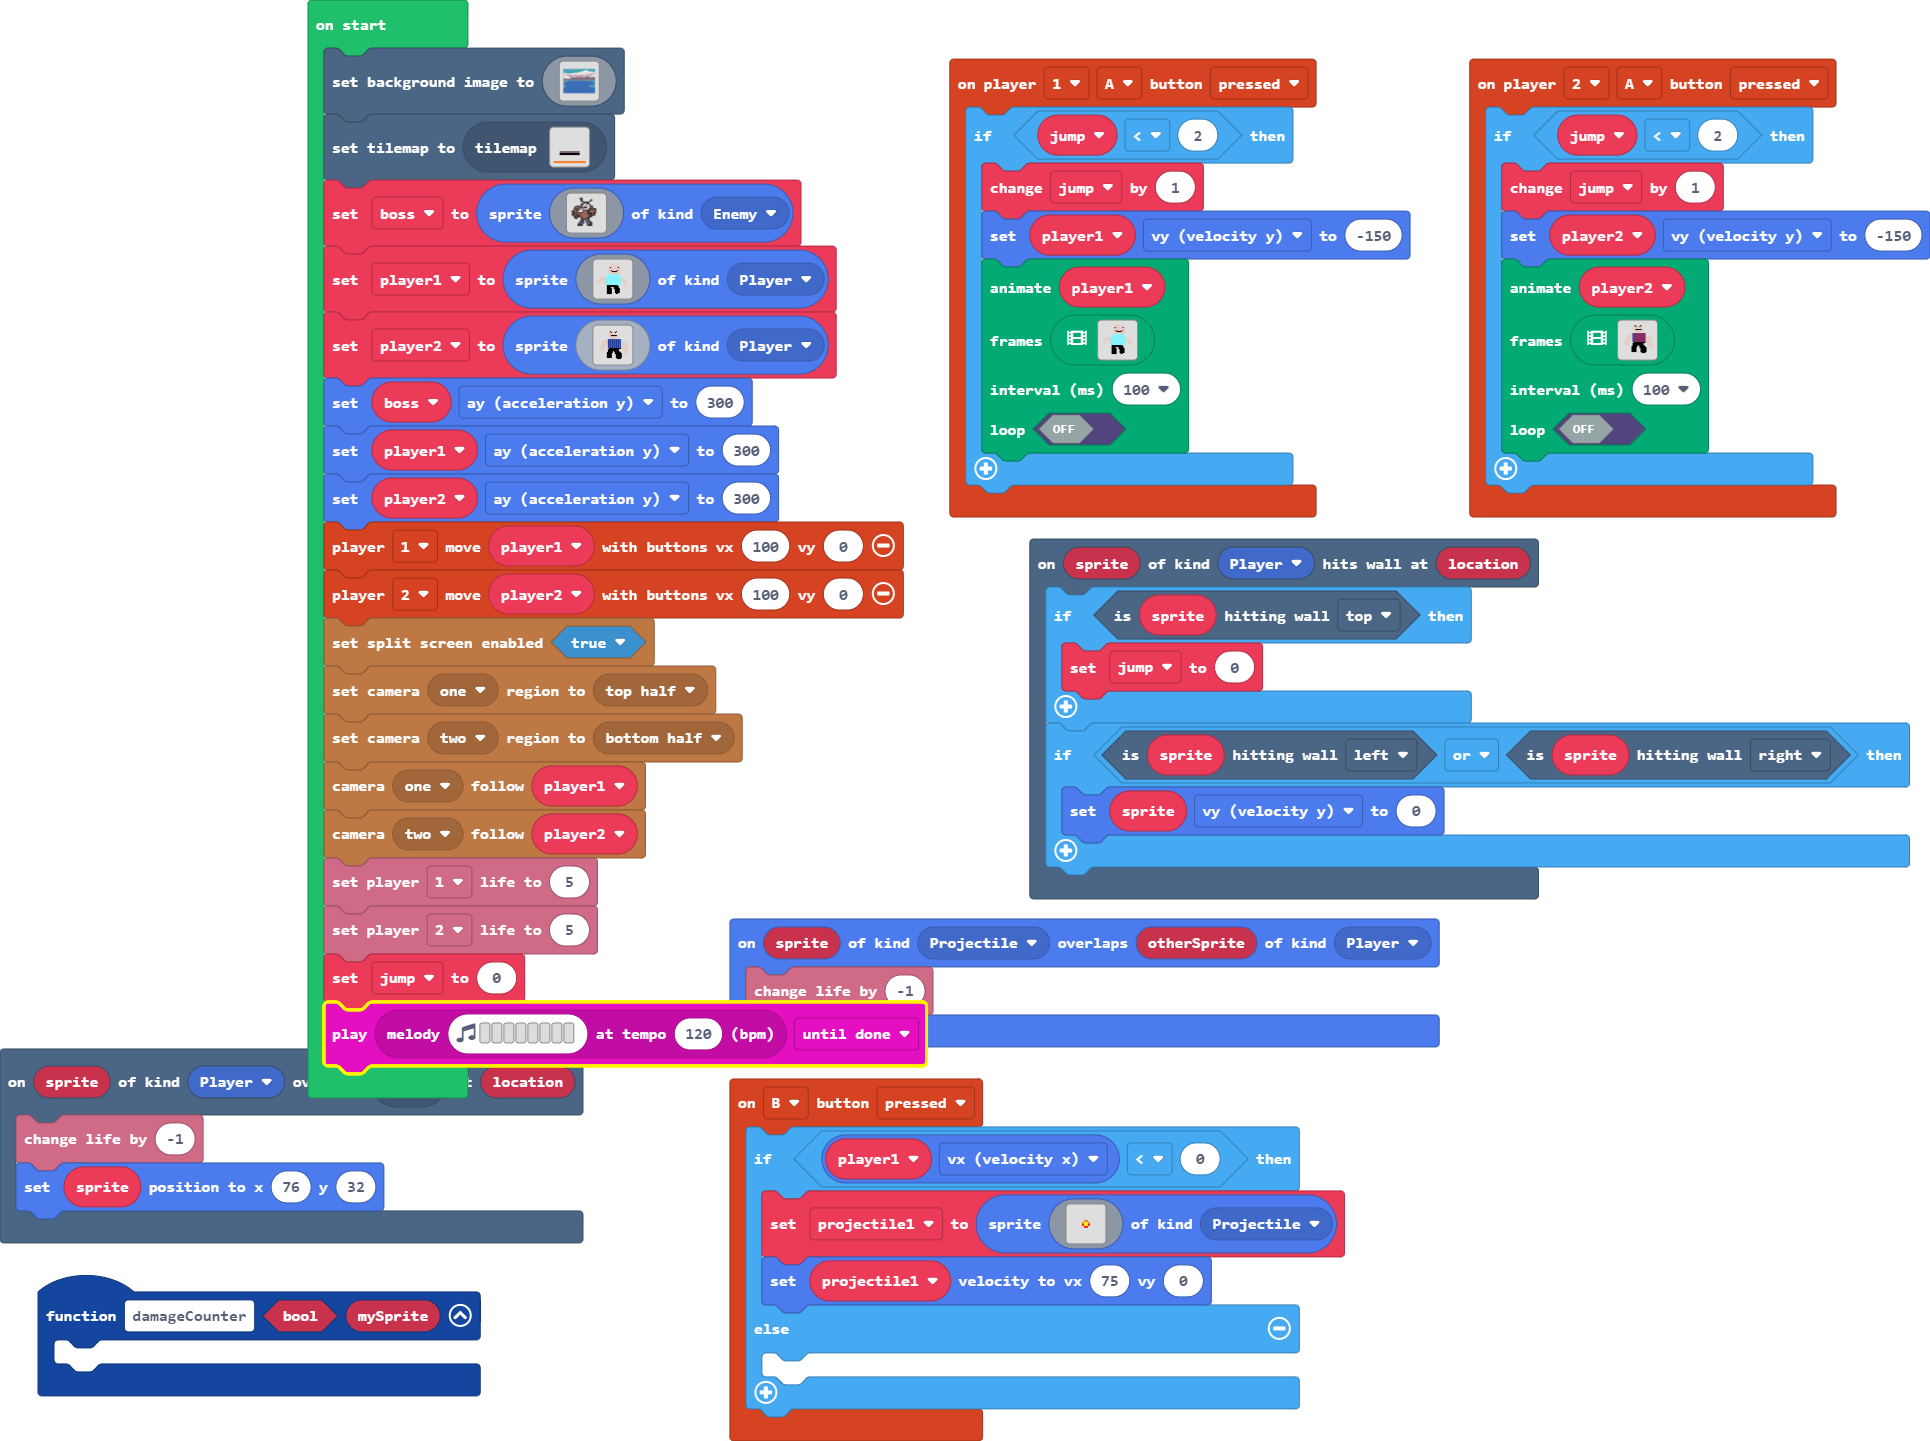 on start
set background image to
set tilemap to tilemap
set boss to sprite of kind Enemy
set player1 to sprite of kind Player
set player2 to sprite of kind Player
set boss ay (acceleration y) to 300
set player1 ay (acceleration y) to 300
set player2 ay (acceleration y) to 300
player 1 move player1 with buttons vx 100 vy 0
player 2 move player2 with buttons vx 100 vy 0
set split screen enabled true
set camera one region to top half
set camera two region to bottom half
camera one follow player1
camera two follow player2
set player 1 life to 5
set player 2 life to 5
set jump to 0
play melody at tempo 120 (bpm) until done
on player 1 A button pressed
if jump < 2 then
change jump by 1
set player1 vy (velocity y) to -150
animate player1
frames
interval (ms) 100
loop OFF
on player 2 A button pressed
if jump < 2 then
change jump by 1
set player2 vy (velocity y) to -150
animate player2
frames
interval (ms) 100
loop OFF
on sprite of kind Player hits wall at location
if is sprite hitting wall top then
set jump to 0
if is sprite hitting wall left or is sprite hitting wall right then
set sprite vy (velocity y) to 0
on sprite of kind Projectile overlaps otherSprite of kind Player
change life by -1
on sprite of kind Player location
change life by -1
set sprite position to x 76 y 32
function damageCounter bool mySprite
on B button pressed
if player1 vx (velocity x) < 0 then
set projectile1 to sprite of kind Projectile
set projectile1 velocity to vx 75 vy 0
else